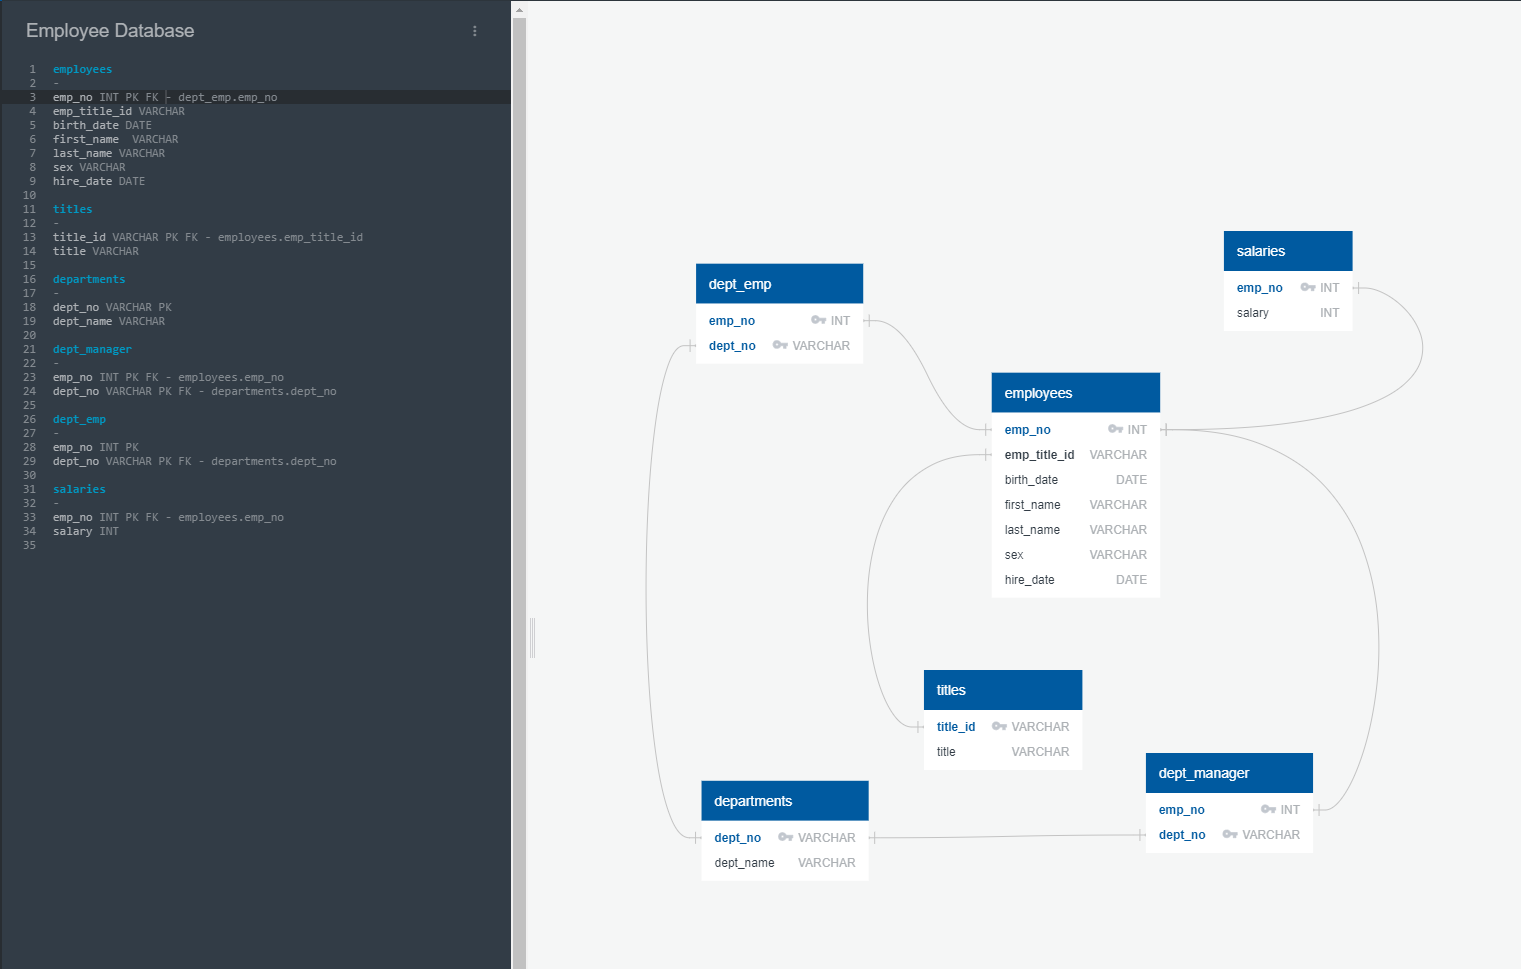 Employee Database
1 employees
2 -
3 emp_no INT PK FK - dept_emp.emp_no
4 emp_title_id VARCHAR
5 birth_date DATE
6 first_name  VARCHAR
7 last_name VARCHAR
8 sex VARCHAR
9 hire_date DATE
10
11 titles
12 -
13 title_id VARCHAR PK FK - employees.emp_title_id
14 title VARCHAR
15
16 departments
17 -
18 dept_no VARCHAR PK
19 dept_name VARCHAR
20
21 dept_manager
22 -
23 emp_no INT PK FK - employees.emp_no
24 dept_no VARCHAR PK FK - departments.dept_no
25
26 dept_emp
27 -
28 emp_no INT PK
29 dept_no VARCHAR PK FK - departments.dept_no
30
31 salaries
32 -
33 emp_no INT PK FK - employees.emp_no
34 salary INT
35
dept_emp
emp_no INT
dept_no VARCHAR
salaries
emp_no INT
salary INT
employees
emp_no INT
emp_title_id VARCHAR
birth_date DATE
first_name VARCHAR
last_name VARCHAR
sex VARCHAR
hire_date DATE
titles
title_id VARCHAR
title VARCHAR
departments
dept_no VARCHAR
dept_name VARCHAR
dept_manager
emp_no INT
dept_no VARCHAR